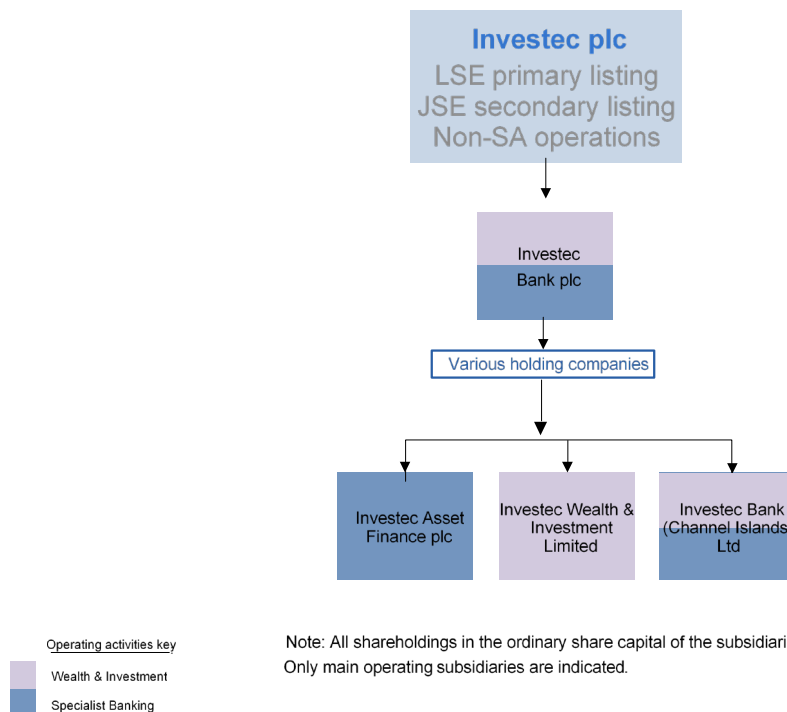 Investec plc
LSE primary listing
JSE secondary listing
Non-SA operations
Investec
Bank plc
Various holding companies
Investec Asset
Finance plc
Investec Wealth &
Investment
Limited
Investec Bank
(Channel Islands
Ltd
Operating activities key
Wealth & Investment
Specialist Banking
Note: All shareholdings in the ordinary share capital of the
Only main operating subsidiaries are indicated.